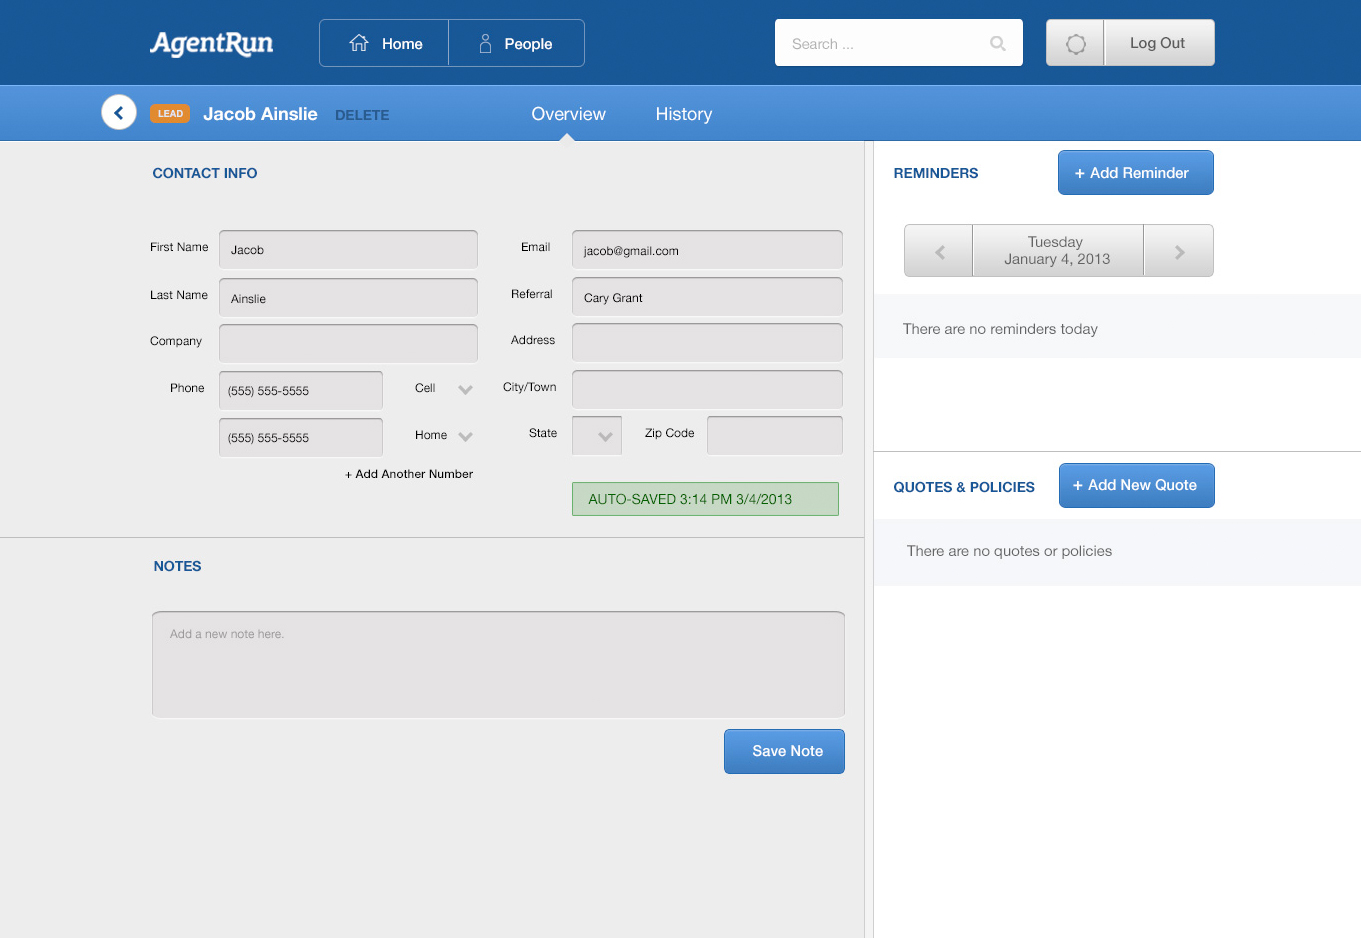 AgentRun
Home
People
Search ...
Log Out
LEAD
Jacob Ainslie
DELETE
Overview
History
CONTACT INFO
First Name
Jacob
Last Name
Ainslie
Company
Phone
(555) 555-5555
Cell
(555) 555-5555
Home
+ Add Another Number
Email
jacob@gmail.com
Referral
Cary Grant
Address
City/Town
State
Zip Code
AUTO-SAVED 3:14 PM 3/4/2013
NOTES
Add a new note here.
Save Note
REMINDERS
+ Add Reminder
Tuesday
January 4, 2013
There are no reminders today
QUOTES & POLICIES
+ Add New Quote
There are no quotes or policies